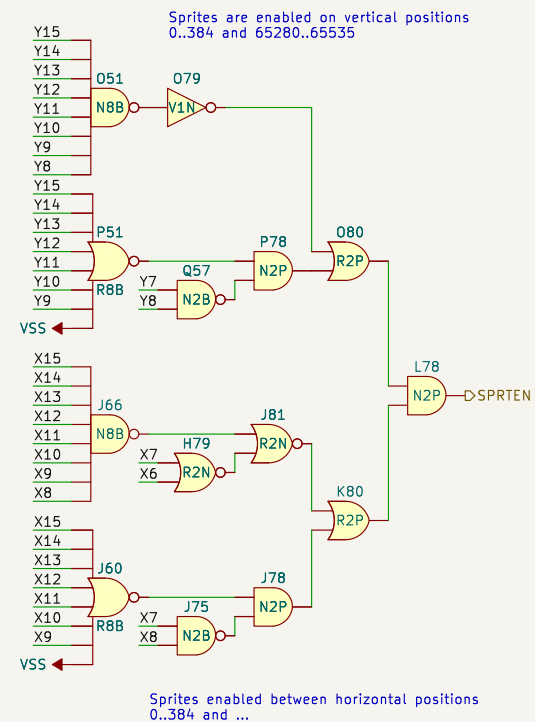 Sprites are enabled on vertical positions
0..384 and 65280..65535
Y15
Y14
Y13
Y12
Y11
Y10
Y9
Y8
O51
N8B
O79
V1N
Y15
Y14
Y13
Y12
Y11
Y10
Y9
VSS
P51
R8B
Y7
Y8
Q57
N2B
P78
N2P
O80
R2P
L78
N2P
SPRTEN
X15
X14
X13
X12
X11
X10
X9
X8
J66
N8B
X7
X6
H79
R2N
J81
R2N
K80
R2P
X15
X14
X13
X12
X11
X10
X9
VSS
J60
R8B
X7
X8
J75
N2B
J78
N2P
Sprites enabled between horizontal positions
0..384 and ...